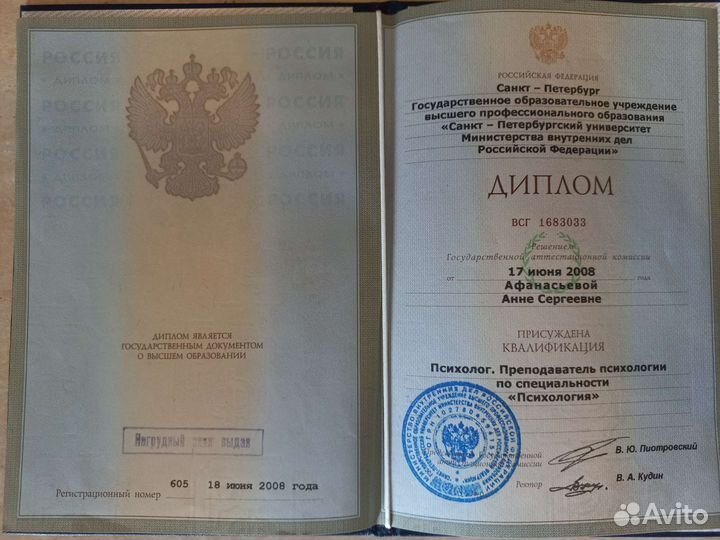 РОССИЯ
РОССИЯ
ДИПЛОМ
ДИПЛОМ
РОССИЯ
ДИПЛОМ
ДИПЛОМ
РОССИЯ
ДИПЛОМ ЯВЛЯЕТСЯ
ГОСУДАРСТВЕННЫМ ДОКУМЕНТОМ
О ВЫСШЕМ ОБРАЗОВАНИИ
Нагрудный знак выдан
605 18 июня 2008 года
Регистрационный номер
РОССИЙСКАЯ ФЕДЕРАЦИЯ
Санкт – Петербург
Государственное образовательное учреждение
высшего профессионального образования
«Санкт – Петербургский университет
Министерства внутренних дел
Российской Федерации»
ДИПЛОМ
ВСГ 1683033
Решением
Государственной аттестационной комиссии
от 17 июня 2008 года
Афанасьевой
Анне Сергеевне
ПРИСУЖДЕНА
КВАЛИФИКАЦИЯ
Психолог. Преподаватель психологии
по специальности
«Психология»
В. Ю. Пиотровский
комиссии
Ректор В. А. Кудин
Avito